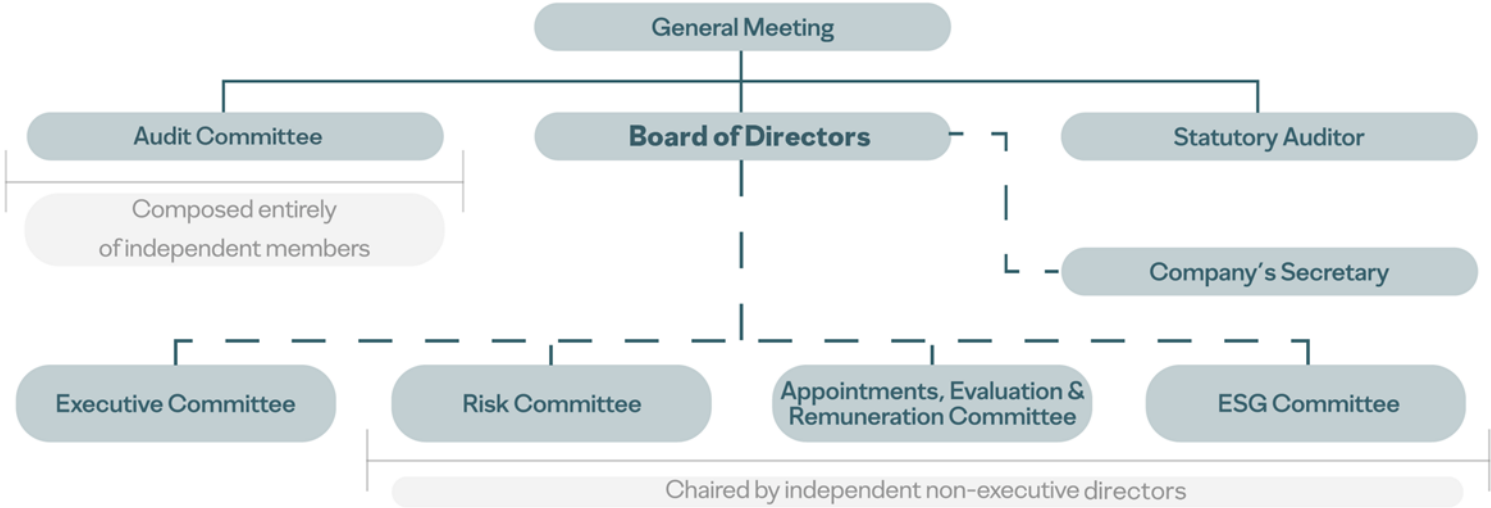 General Meeting
Audit Committee
Board of Directors
Statutory Auditor
Composed entirely
of independent members
Company's Secretary
Executive Committee
Risk Committee
Appointments, Evaluation &
Remuneration Committee
ESG Committee
Chaired by independent non-executive directors